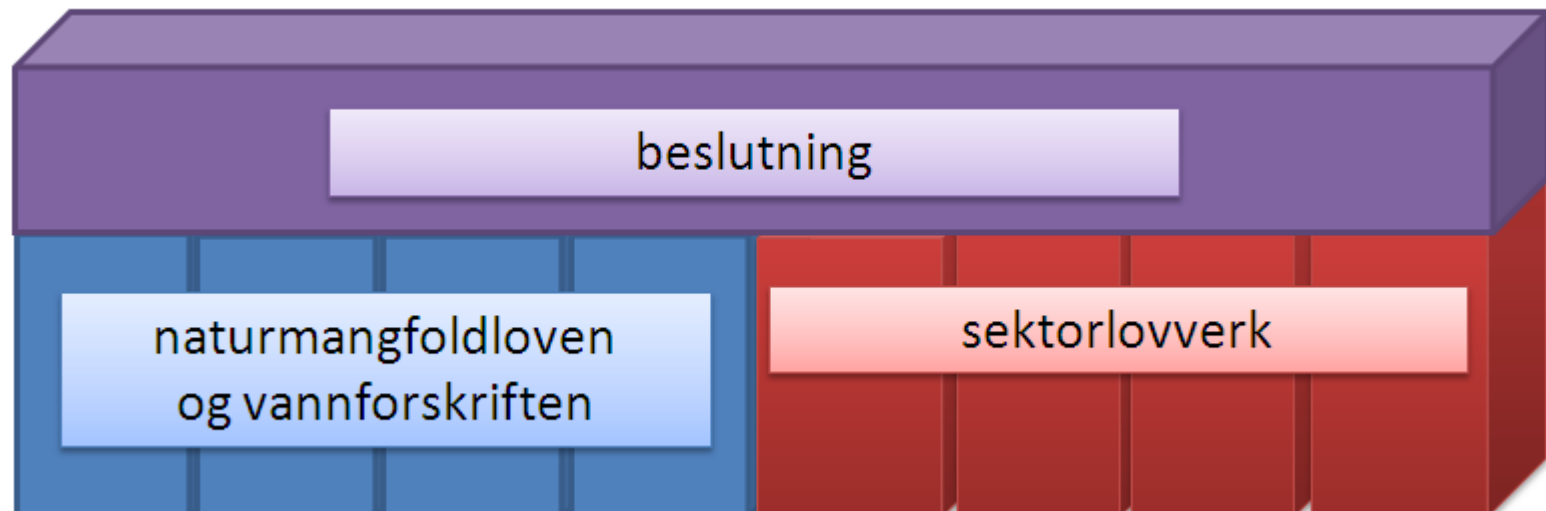 beslutning
naturmangfoldloven
og vannforskriften
sektorlovverk